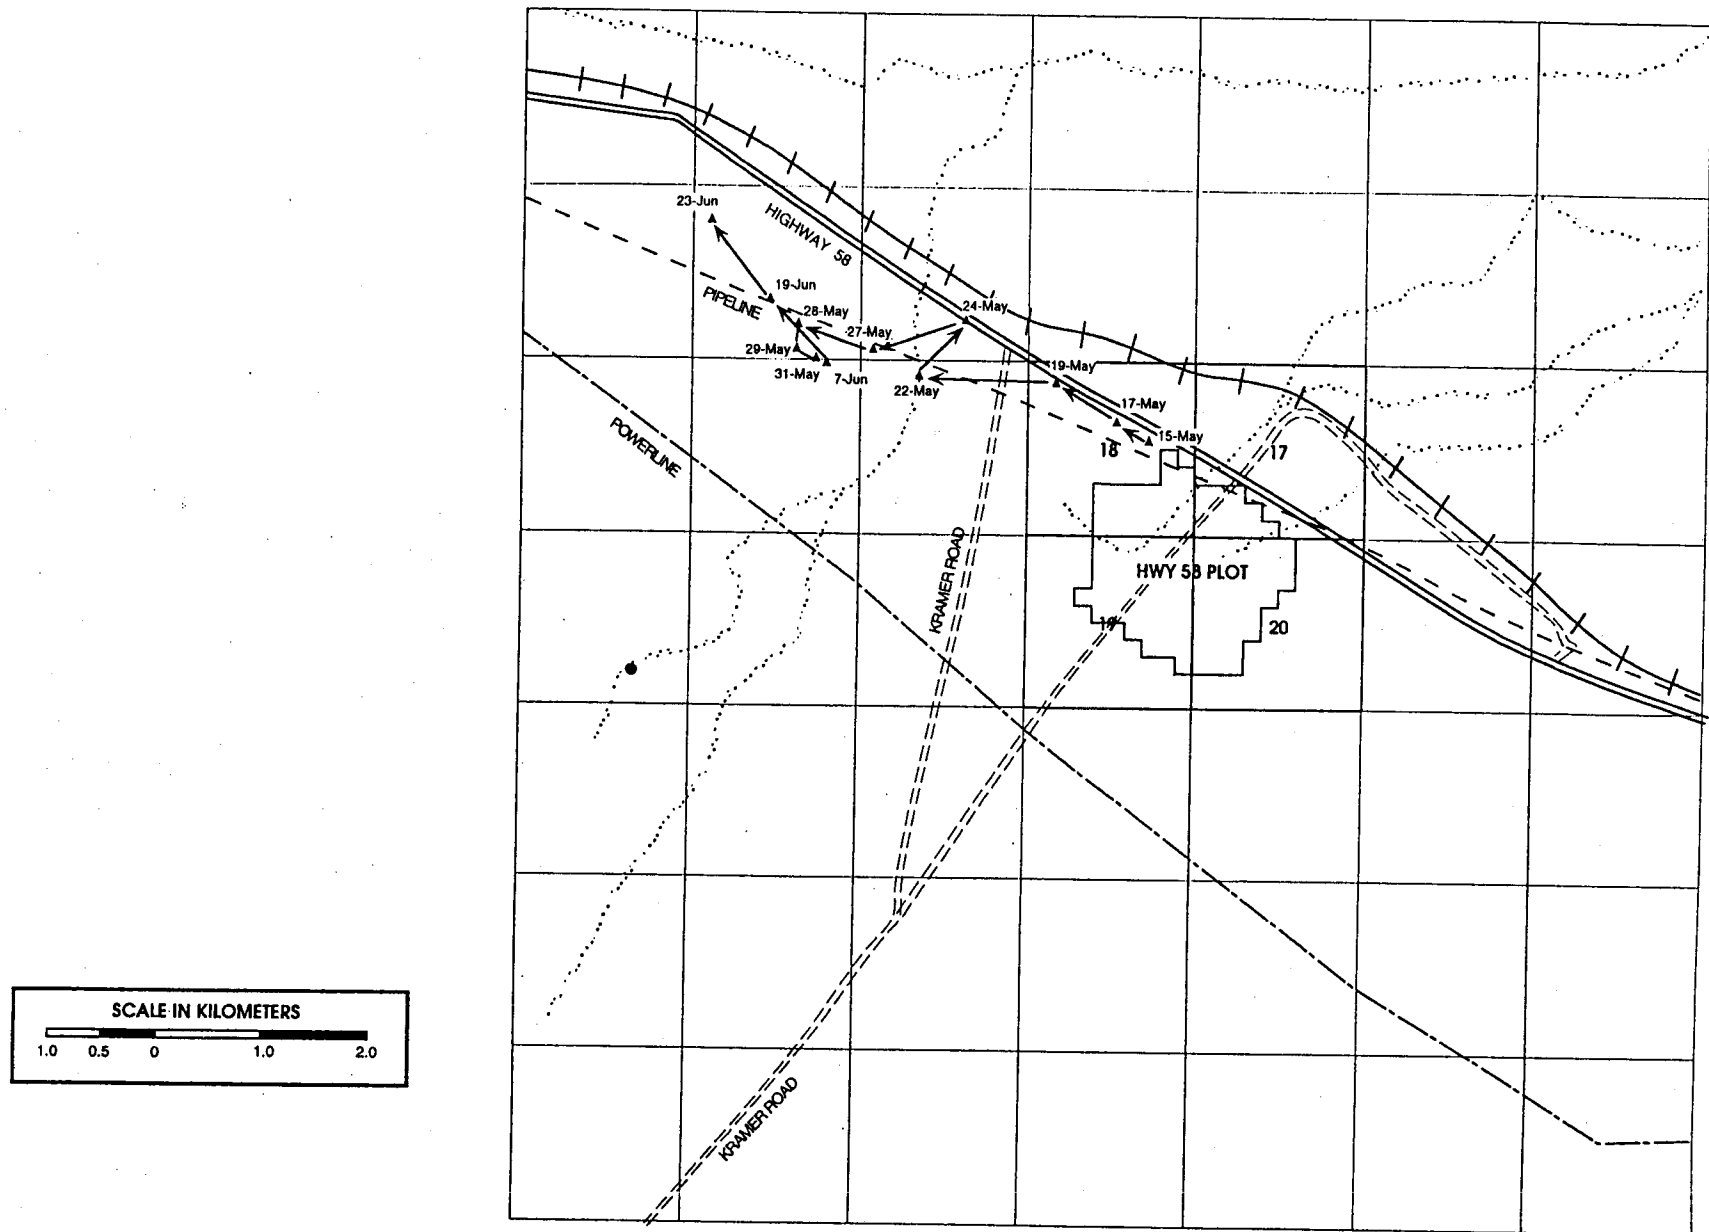 23-Jun
HIGHWAY 58
19-Jun
PIPELINE
28-May
24-May
27-May
29-May
31-May
7-Jun
22-May
19-May
17-May
15-May
18
17
POWERLINE
KRAMER ROAD
HWY 58 PLOT
19
20
SCALE IN KILOMETERS
1.0 0.5 0 1.0 2.0
KRAMER ROAD